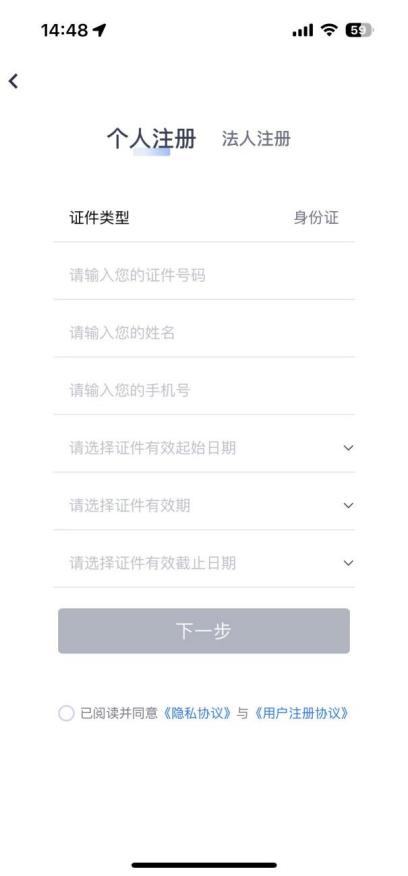 14:48
59
个人注册 法人注册
证件类型 身份证
请输入您的证件号码
请输入您的姓名
请输入您的手机号
请选择证件有效起始日期
请选择证件有效期
请选择证件有效截止日期
下一步
已阅读并同意《隐私协议》与《用户注册协议》